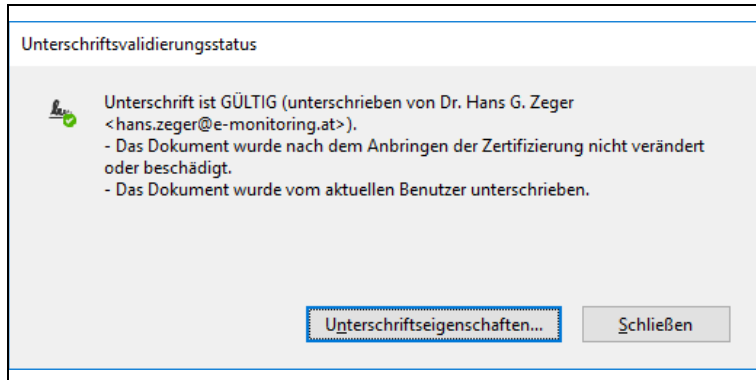 Unterschriftsvalidierungsstatus
Unterschrift ist GÜLTIG (unterschrieben von Dr. Hans G. Zeger
<hans.zeger@e-monitoring.at>).
- Das Dokument wurde nach dem Anbringen der Zertifizierung nicht verändert
oder beschädigt.
- Das Dokument wurde vom aktuellen Benutzer unterschrieben.
Unterschriftseigenschaften... Schließen